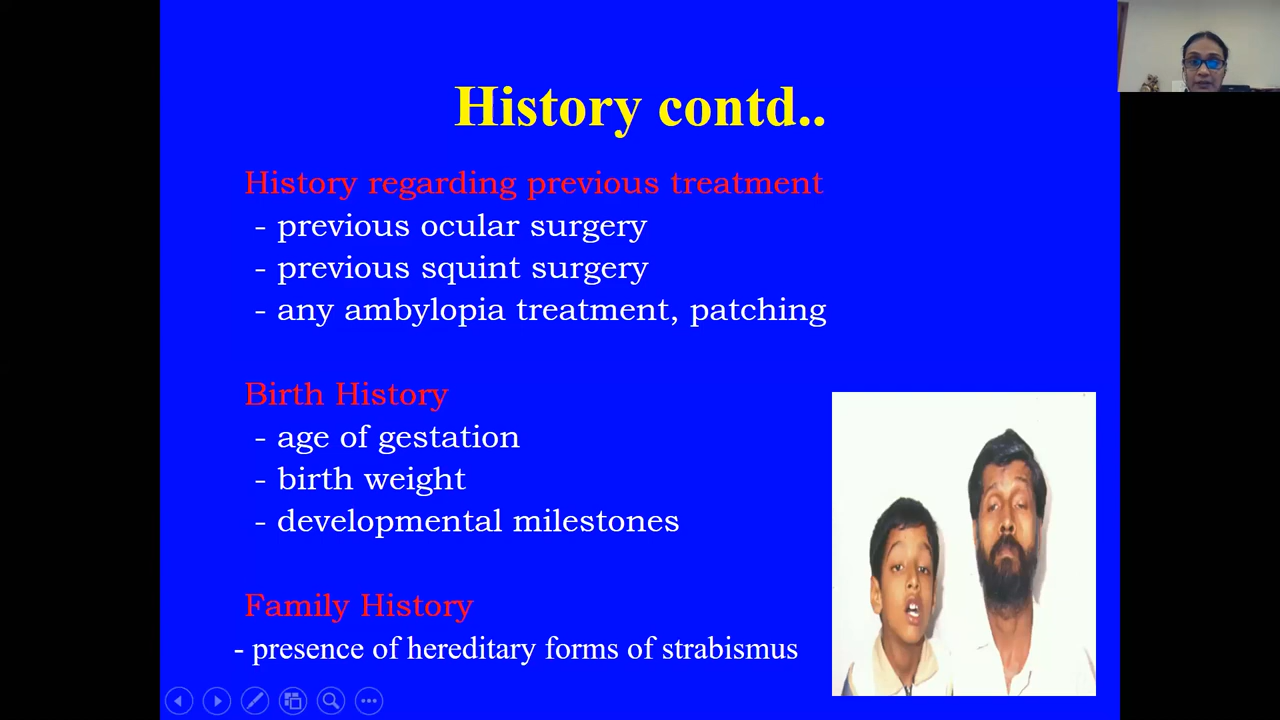 History contd..
History regarding previous treatment
- previous ocular surgery
- previous squint surgery
- any ambylopia treatment, patching
Birth History
- age of gestation
- birth weight
- developmental milestones
Family History
- presence of hereditary forms of strabismus